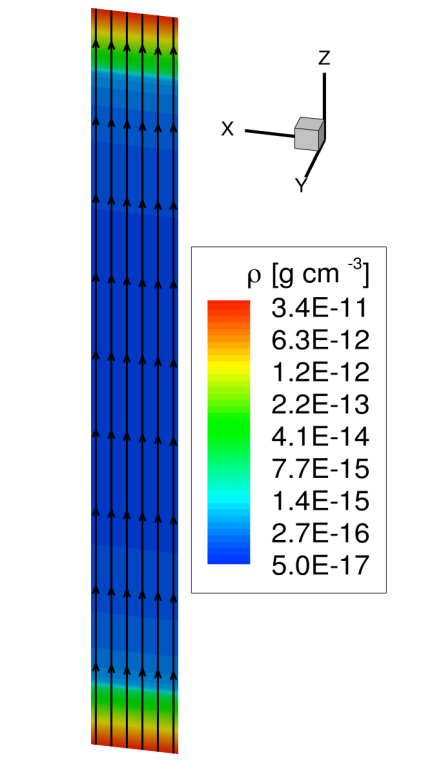 Z
X
Y
ρ [g cm -3]
3.4E-11
6.3E-12
1.2E-12
2.2E-13
4.1E-14
7.7E-15
1.4E-15
2.7E-16
5.0E-17